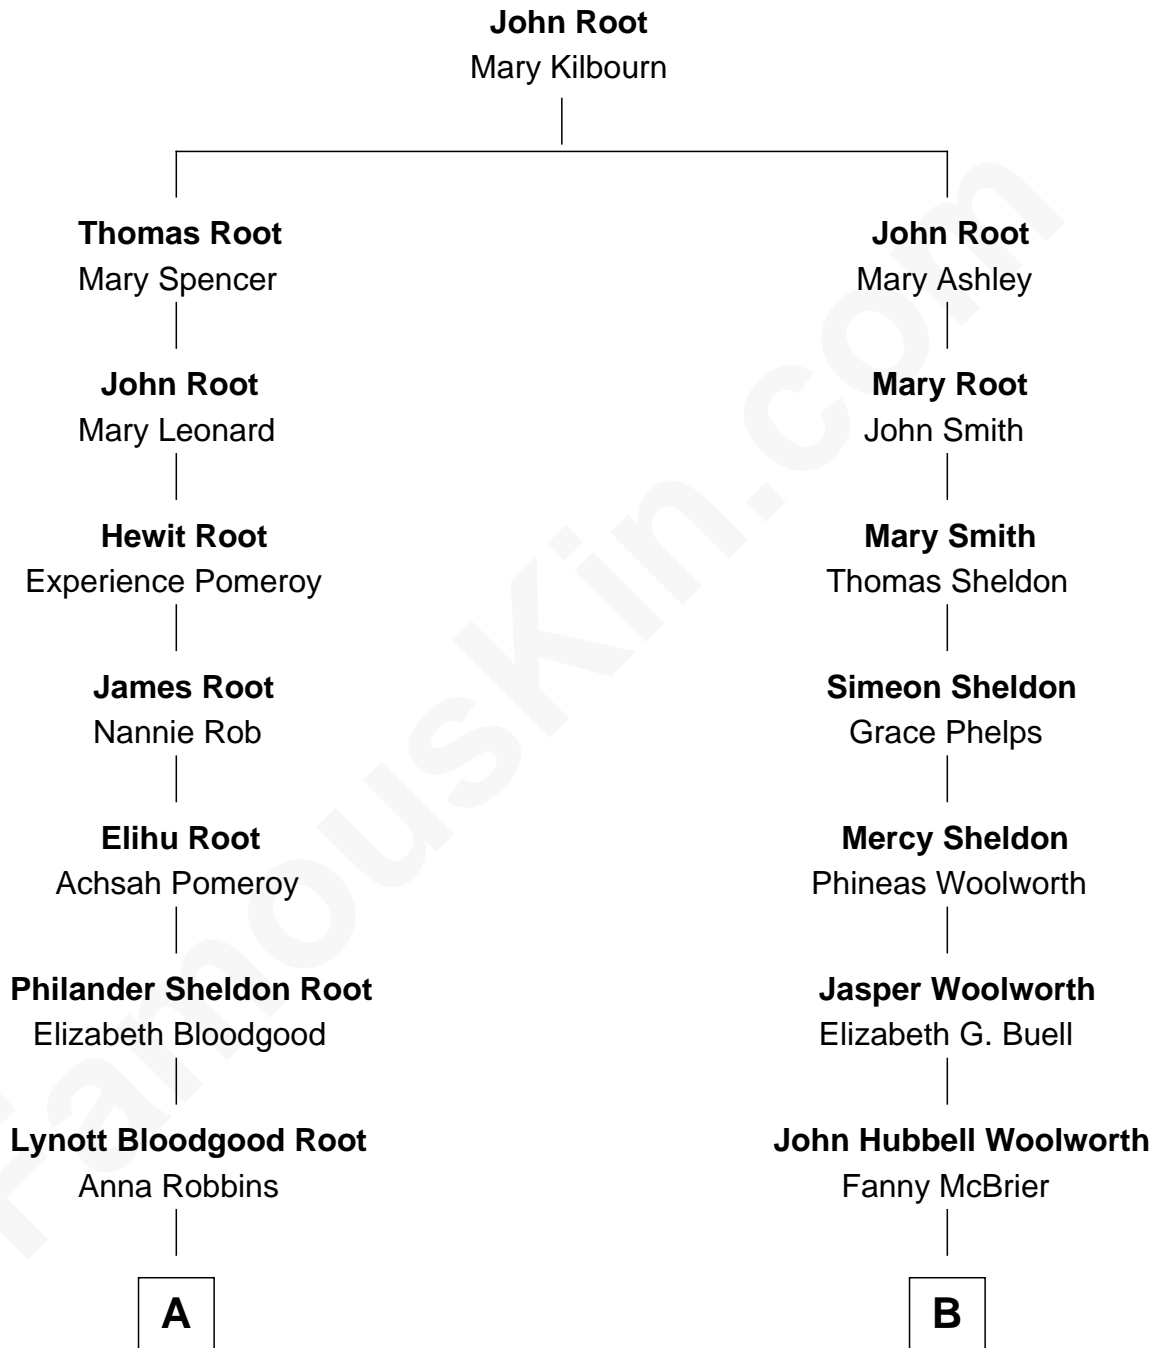 John Root
Mary Kilbourn
Thomas Root
Mary Spencer
John Root
Mary Ashley
John Root
Mary Leonard
Mary Root
John Smith
Hewit Root
Experience Pomeroy
Mary Smith
Thomas Sheldon
James Root
Nannie Rob
Simeon Sheldon
Grace Phelps
Elihu Root
Achsah Pomeroy
Mercy Sheldon
Phineas Woolworth
Philander Sheldon Root
Elizabeth Bloodgood
Jasper Woolworth
Elizabeth G. Buell
Lynott Bloodgood Root
Anna Robbins
John Hubbell Woolworth
Fanny McBrier
A
B
FamousKin.com